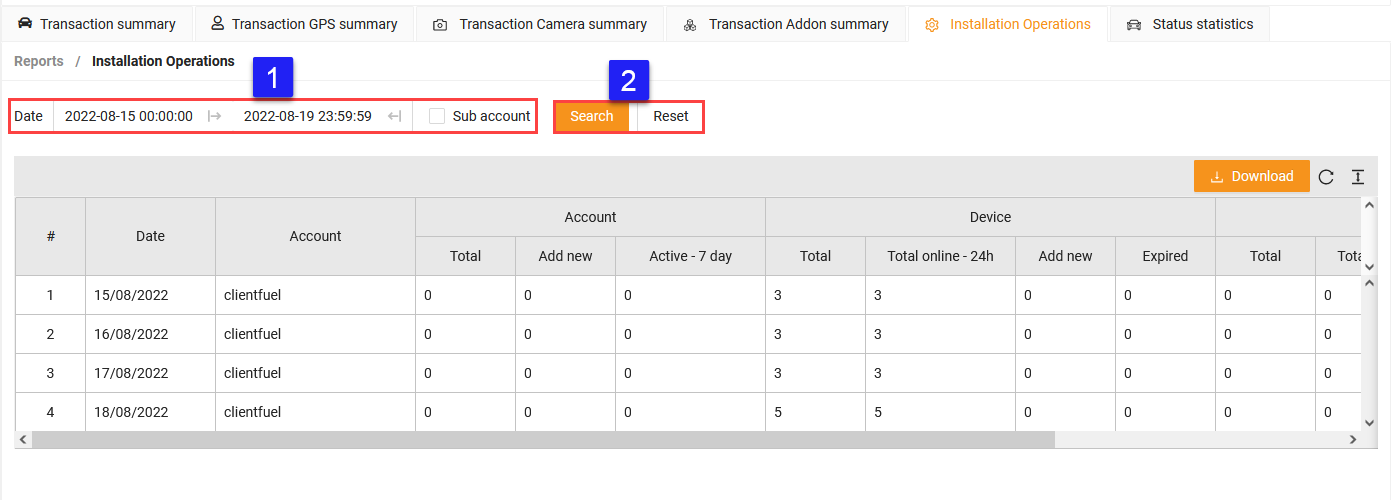 Transaction summary Transaction GPS summary Transaction Camera summary Transaction Addon summary Installation Operations Status statistics
Reports / Installation Operations
1 2
Date 2022-08-15 00:00:00 2022-08-19 23:59:59 Sub account Search Reset
Download
# Date Account Account Device
Total Add new Active - 7 day Total Total online - 24h Add new Expired Total
1 15/08/2022 clientfuel 0 0 0 3 3 0 0 0 0
2 16/08/2022 clientfuel 0 0 0 3 3 0 0 0 0
3 17/08/2022 clientfuel 0 0 0 3 3 0 0 0 0
4 18/08/2022 clientfuel 0 0 0 5 5 0 0 0 0